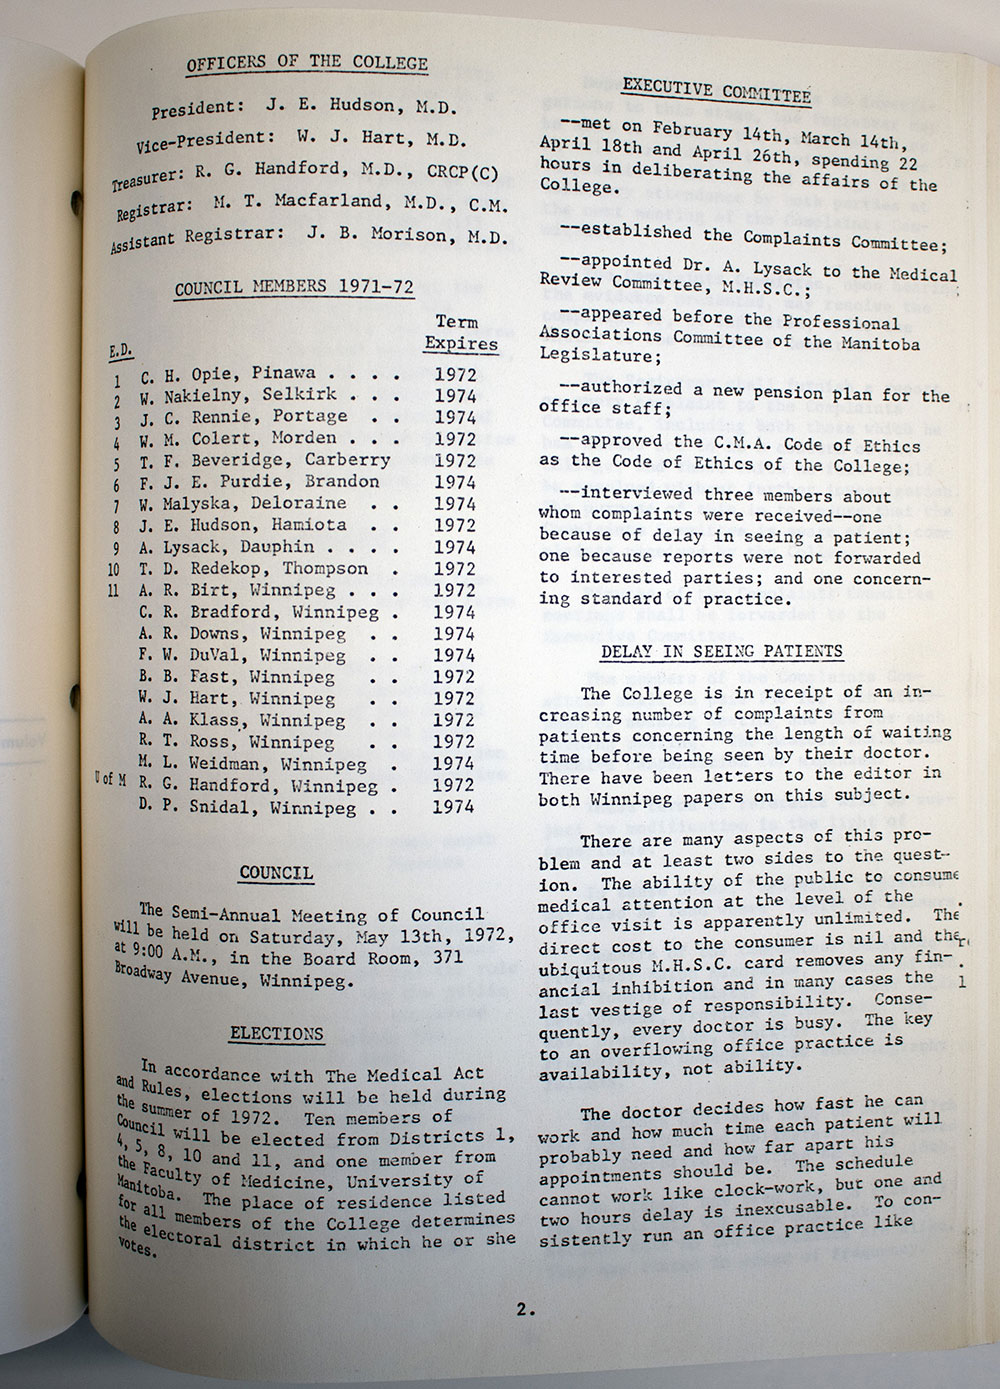 OFFICERS OF THE COLLEGE
President: J. E. Hudson, M.D.
Vice-President: W. J. Hart, M.D.
Treasurer: R. G. Handford, M.D., CRCP(C)
Registrar: M. T. Macfarland, M.D., C.M.
Assistant Registrar: J. B. Morison, M.D.
COUNCIL MEMBERS 1971-72
Term
E.D. Expires
1 C. H. Opie, Pinawa . . . . 1972
2 W. Nakielny, Selkirk . . . 1974
3 J. C. Rennie, Portage . . 1974
4 W. M. Colert, Morden . . . 1972
5 T. F. Beveridge, Carberry 1972
6 F. J. E. Purdie, Brandon 1974
7 W. Malyska, Deloraine . . 1974
8 J. E. Hudson, Hamiota . . 1972
9 A. Lysack, Dauphin . . . . 1974
10 T. D. Redekop, Thompson . 1972
11 A. R. Birt, Winnipeg . . . 1972
C. R. Bradford, Winnipeg . 1974
A. R. Downs, Winnipeg . . 1974
F. W. DuVal, Winnipeg . . 1974
B. B. Fast, Winnipeg . . 1972
W. J. Hart, Winnipeg . . 1972
A. A. Klass, Winnipeg . . 1972
R. T. Ross, Winnipeg . . 1972
M. L. Weidman, Winnipeg . 1974
U of M R. G. Handford, Winnipeg . 1972
D. P. Snidal, Winnipeg . . 1974
COUNCIL
The Semi-Annual Meeting of Council
will be held on Saturday, May 13th, 1972,
at 9:00 A.M., in the Board Room, 371
Broadway Avenue, Winnipeg.
ELECTIONS
In accordance with The Medical Act
and Rules, elections will be held during
the summer of 1972. Ten members of
Council will be elected from Districts 1,
4, 5, 8, 10 and 11, and one member from
the Faculty of Medicine, University of
Manitoba. The place of residence listed
for all members of the College determines
the electoral district in which he or she
votes.
EXECUTIVE COMMITTEE
--met on February 14th, March 14th,
April 18th and April 26th, spending 22
hours in deliberating the affairs of the
College.
--established the Complaints Committee;
--appointed Dr. A. Lysack to the Medical
Review Committee, M.H.S.C.;
--appeared before the Professional
Associations Committee of the Manitoba
Legislature;
--authorized a new pension plan for the
office staff;
--approved the C.M.A. Code of Ethics
as the Code of Ethics of the College;
--interviewed three members about
whom complaints were received--one
because of delay in seeing a patient;
one because reports were not forwarded
to interested parties; and one concern-
ing standard of practice.
DELAY IN SEEING PATIENTS
The College is in receipt of an in-
creasing number of complaints from
patients concerning the length of waiting
time before being seen by their doctor.
There have been letters to the editor in
both Winnipeg papers on this subject.
There are many aspects of this pro-
blem and at least two sides to the quest-
ion. The ability of the public to consume
medical attention at the level of the
office visit is apparently unlimited. The
direct cost to the consumer is nil and the
ubiquitous M.H.S.C. card removes any fin-
ancial inhibition and in many cases the
last vestige of responsibility. Conse-
quently, every doctor is busy. The key
to an overflowing office practice is
availability, not ability.
The doctor decides how fast he can
work and how much time each patient will
probably need and how far apart his
appointments should be. The schedule
cannot work like clock-work, but one and
two hours delay is inexcusable. To con-
sistently run an office practice like
2.